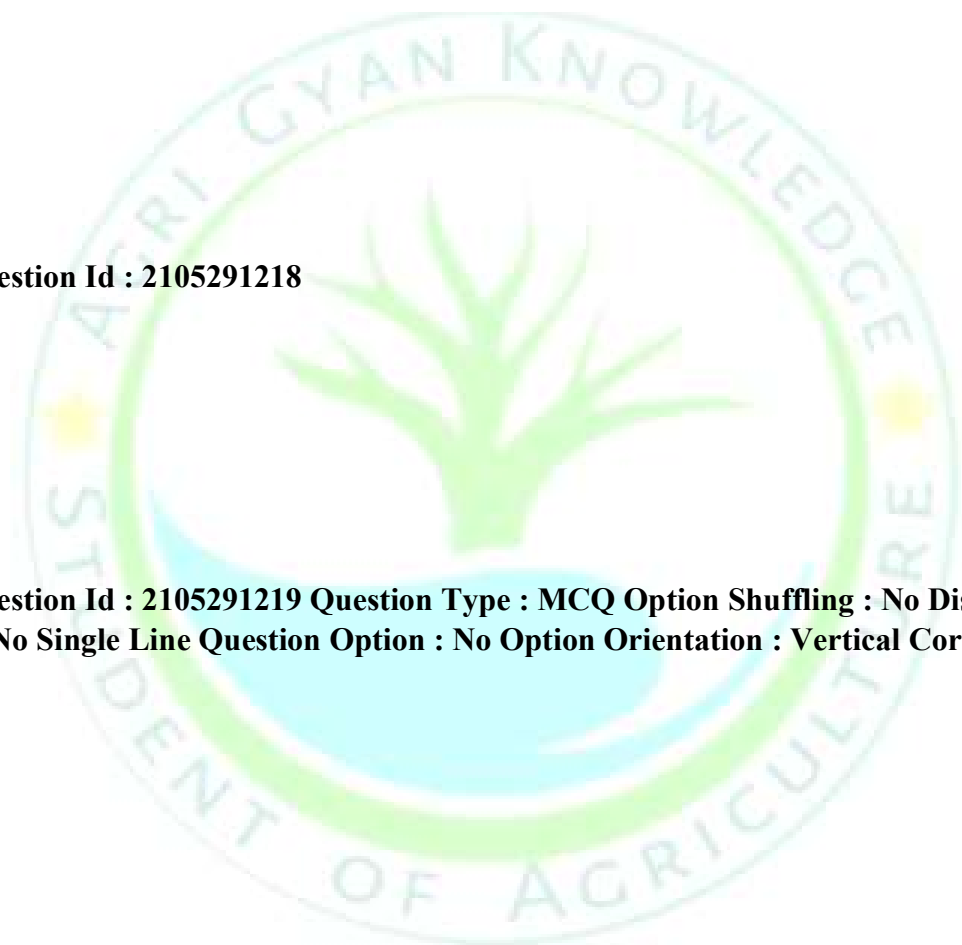 AGRI GYAN KNOWLEDGE
estion Id : 2105291218
estion Id : 2105291219 Question Type : MCQ Option Shuffling : No Dis
No Single Line Question Option : No Option Orientation : Vertical Cor
STUDENT OF AGRICULTURE